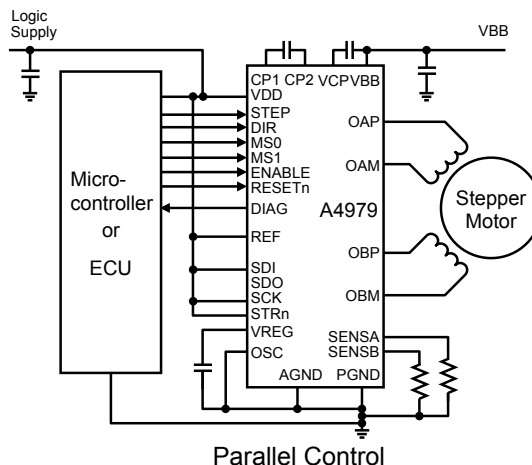 Logic
Supply
VBB
CP1 CP2
VCP VBB
VDD
STEP
DIR
MS0
MS1
ENABLE
RESETn
DIAG
REF
SDI
SDO
SCK
STRn
VREG
OSC
AGND
PGND
OAP
OAM
A4979
OBP
OBM
SENSA
SENSB
Micro-
controller
or
ECU
Stepper
Motor
Parallel Control